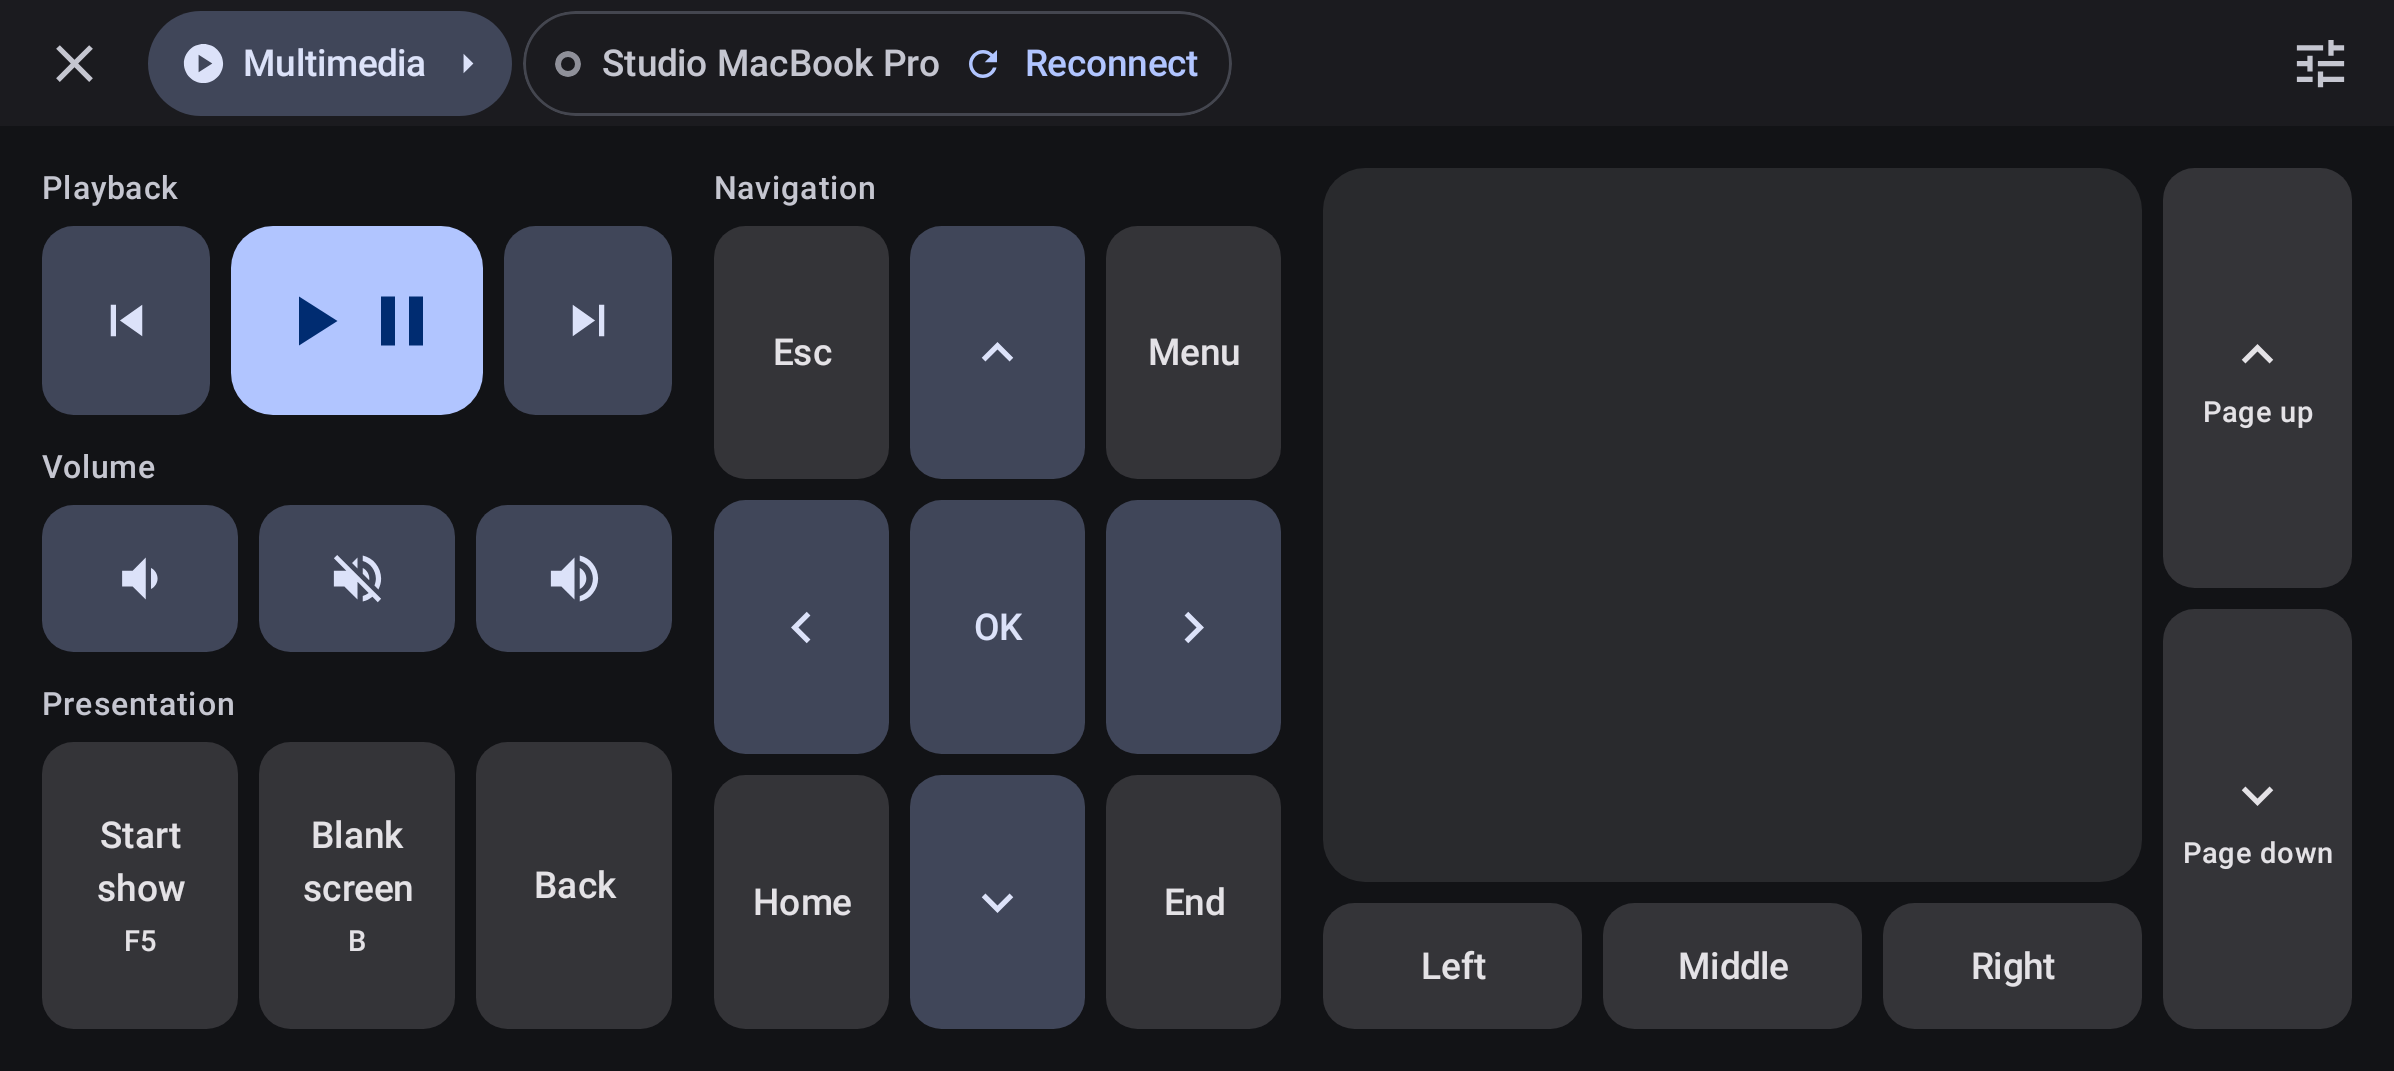 Multimedia
Studio MacBook Pro
Reconnect
Playback
Volume
Presentation
Start
show
F5
Blank
screen
B
Back
Navigation
Esc
Menu
OK
Home
End
Left
Middle
Right
Page up
Page down